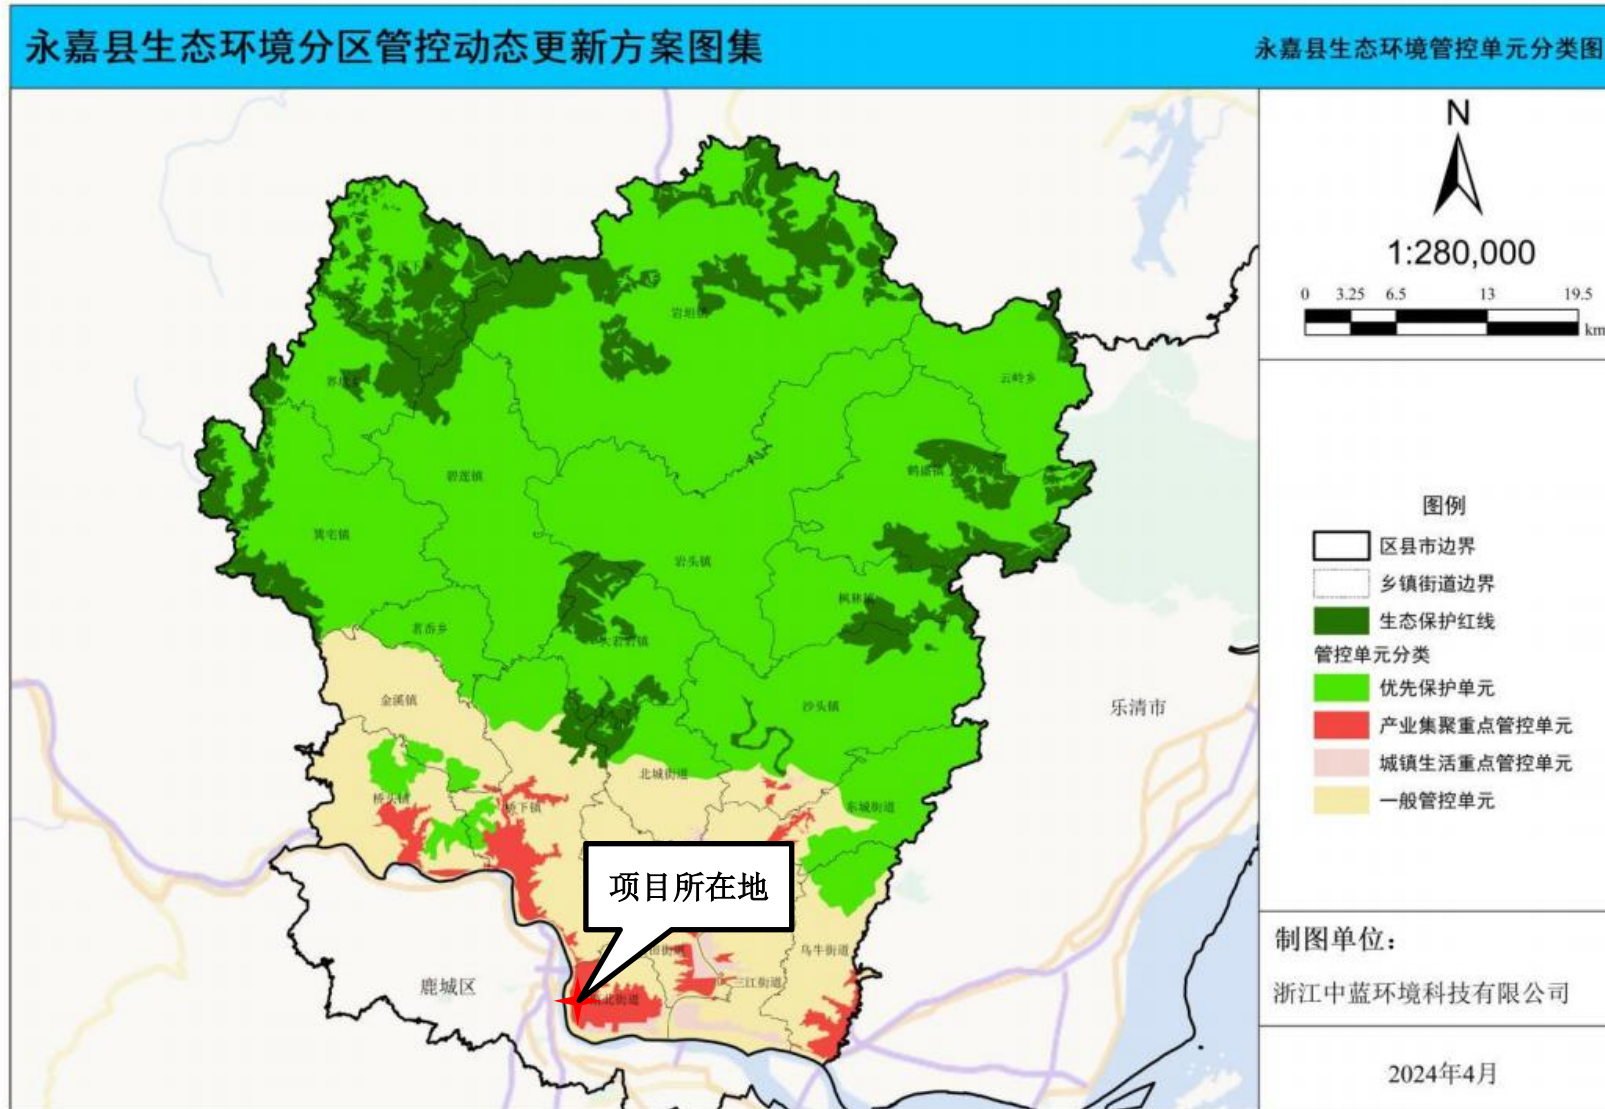 永嘉县生态环境分区管控动态更新方案图集
永嘉县生态环境管控单元分类图
N
1:280,000
0 3.25 6.5 13 19.5
km
岩坦镇
云岭乡
碧莲镇
鹤盛镇
巽宅镇
岩头镇
枫林镇
茗岙乡
大若岩镇
金溪镇
沙头镇
乐清市
北城街道
桥头镇
桥下镇
东城街道
项目所在地
乌牛街道
三江街道
鹿城区
北街道
图例
区县市边界
乡镇街道边界
生态保护红线
管控单元分类
优先保护单元
产业集聚重点管控单元
城镇生活重点管控单元
一般管控单元
制图单位：
浙江中蓝环境科技有限公司
2024年4月